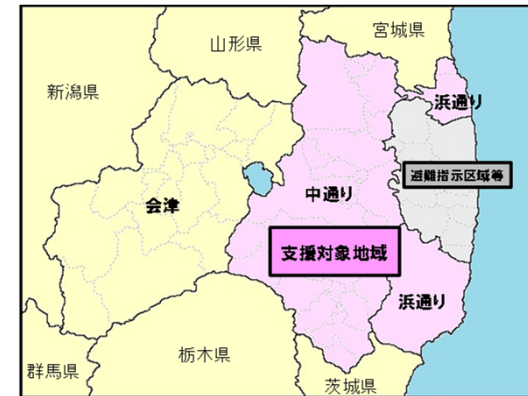 宮城県
山形県
新潟県
浜通り
避難指示区域等
会津
中通り
支援対象地域
浜通り
栃木県
群馬県
茨城県